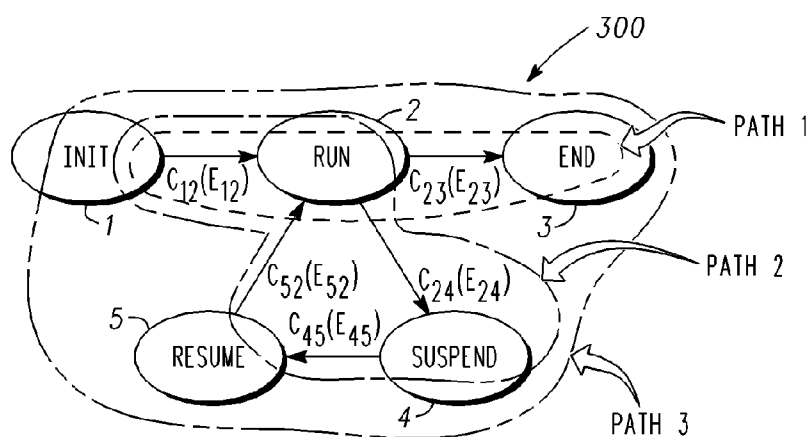 300
2
PATH 1
INIT
RUN
END
C12(E12)
C23(E23)
1
3
PATH 2
C52(E52)
C24(E24)
5
C45(E45)
RESUME
SUSPEND
4
PATH 3